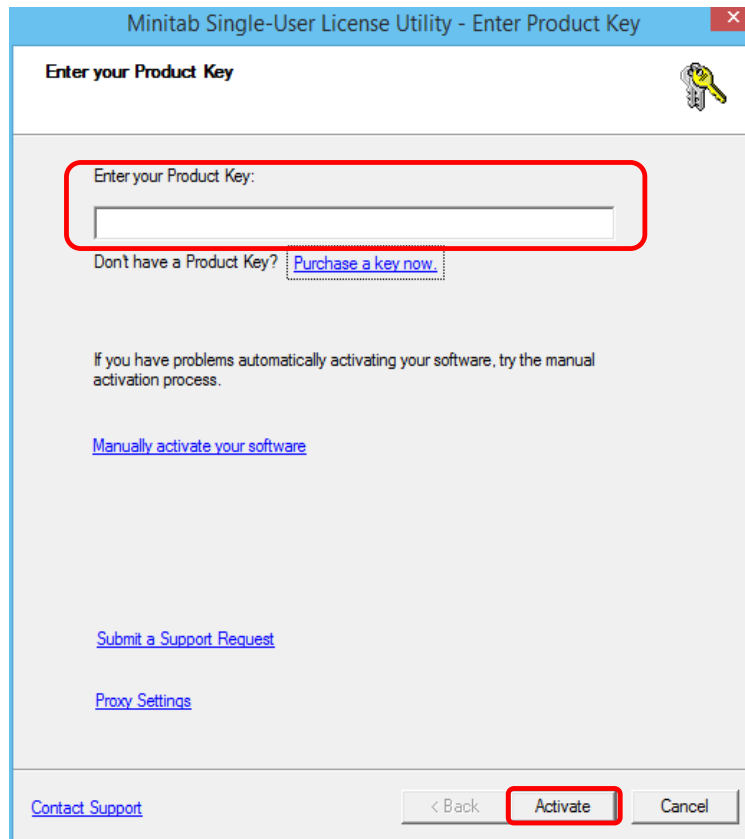 Minitab Single-User License Utility - Enter Product Key
Enter your Product Key
Enter your Product Key:
Don't have a Product Key? Purchase a key now.
If you have problems automatically activating your software, try the manual
activation process.
Manually activate your software
Submit a Support Request
Proxy Settings
Contact Support < Back Activate Cancel